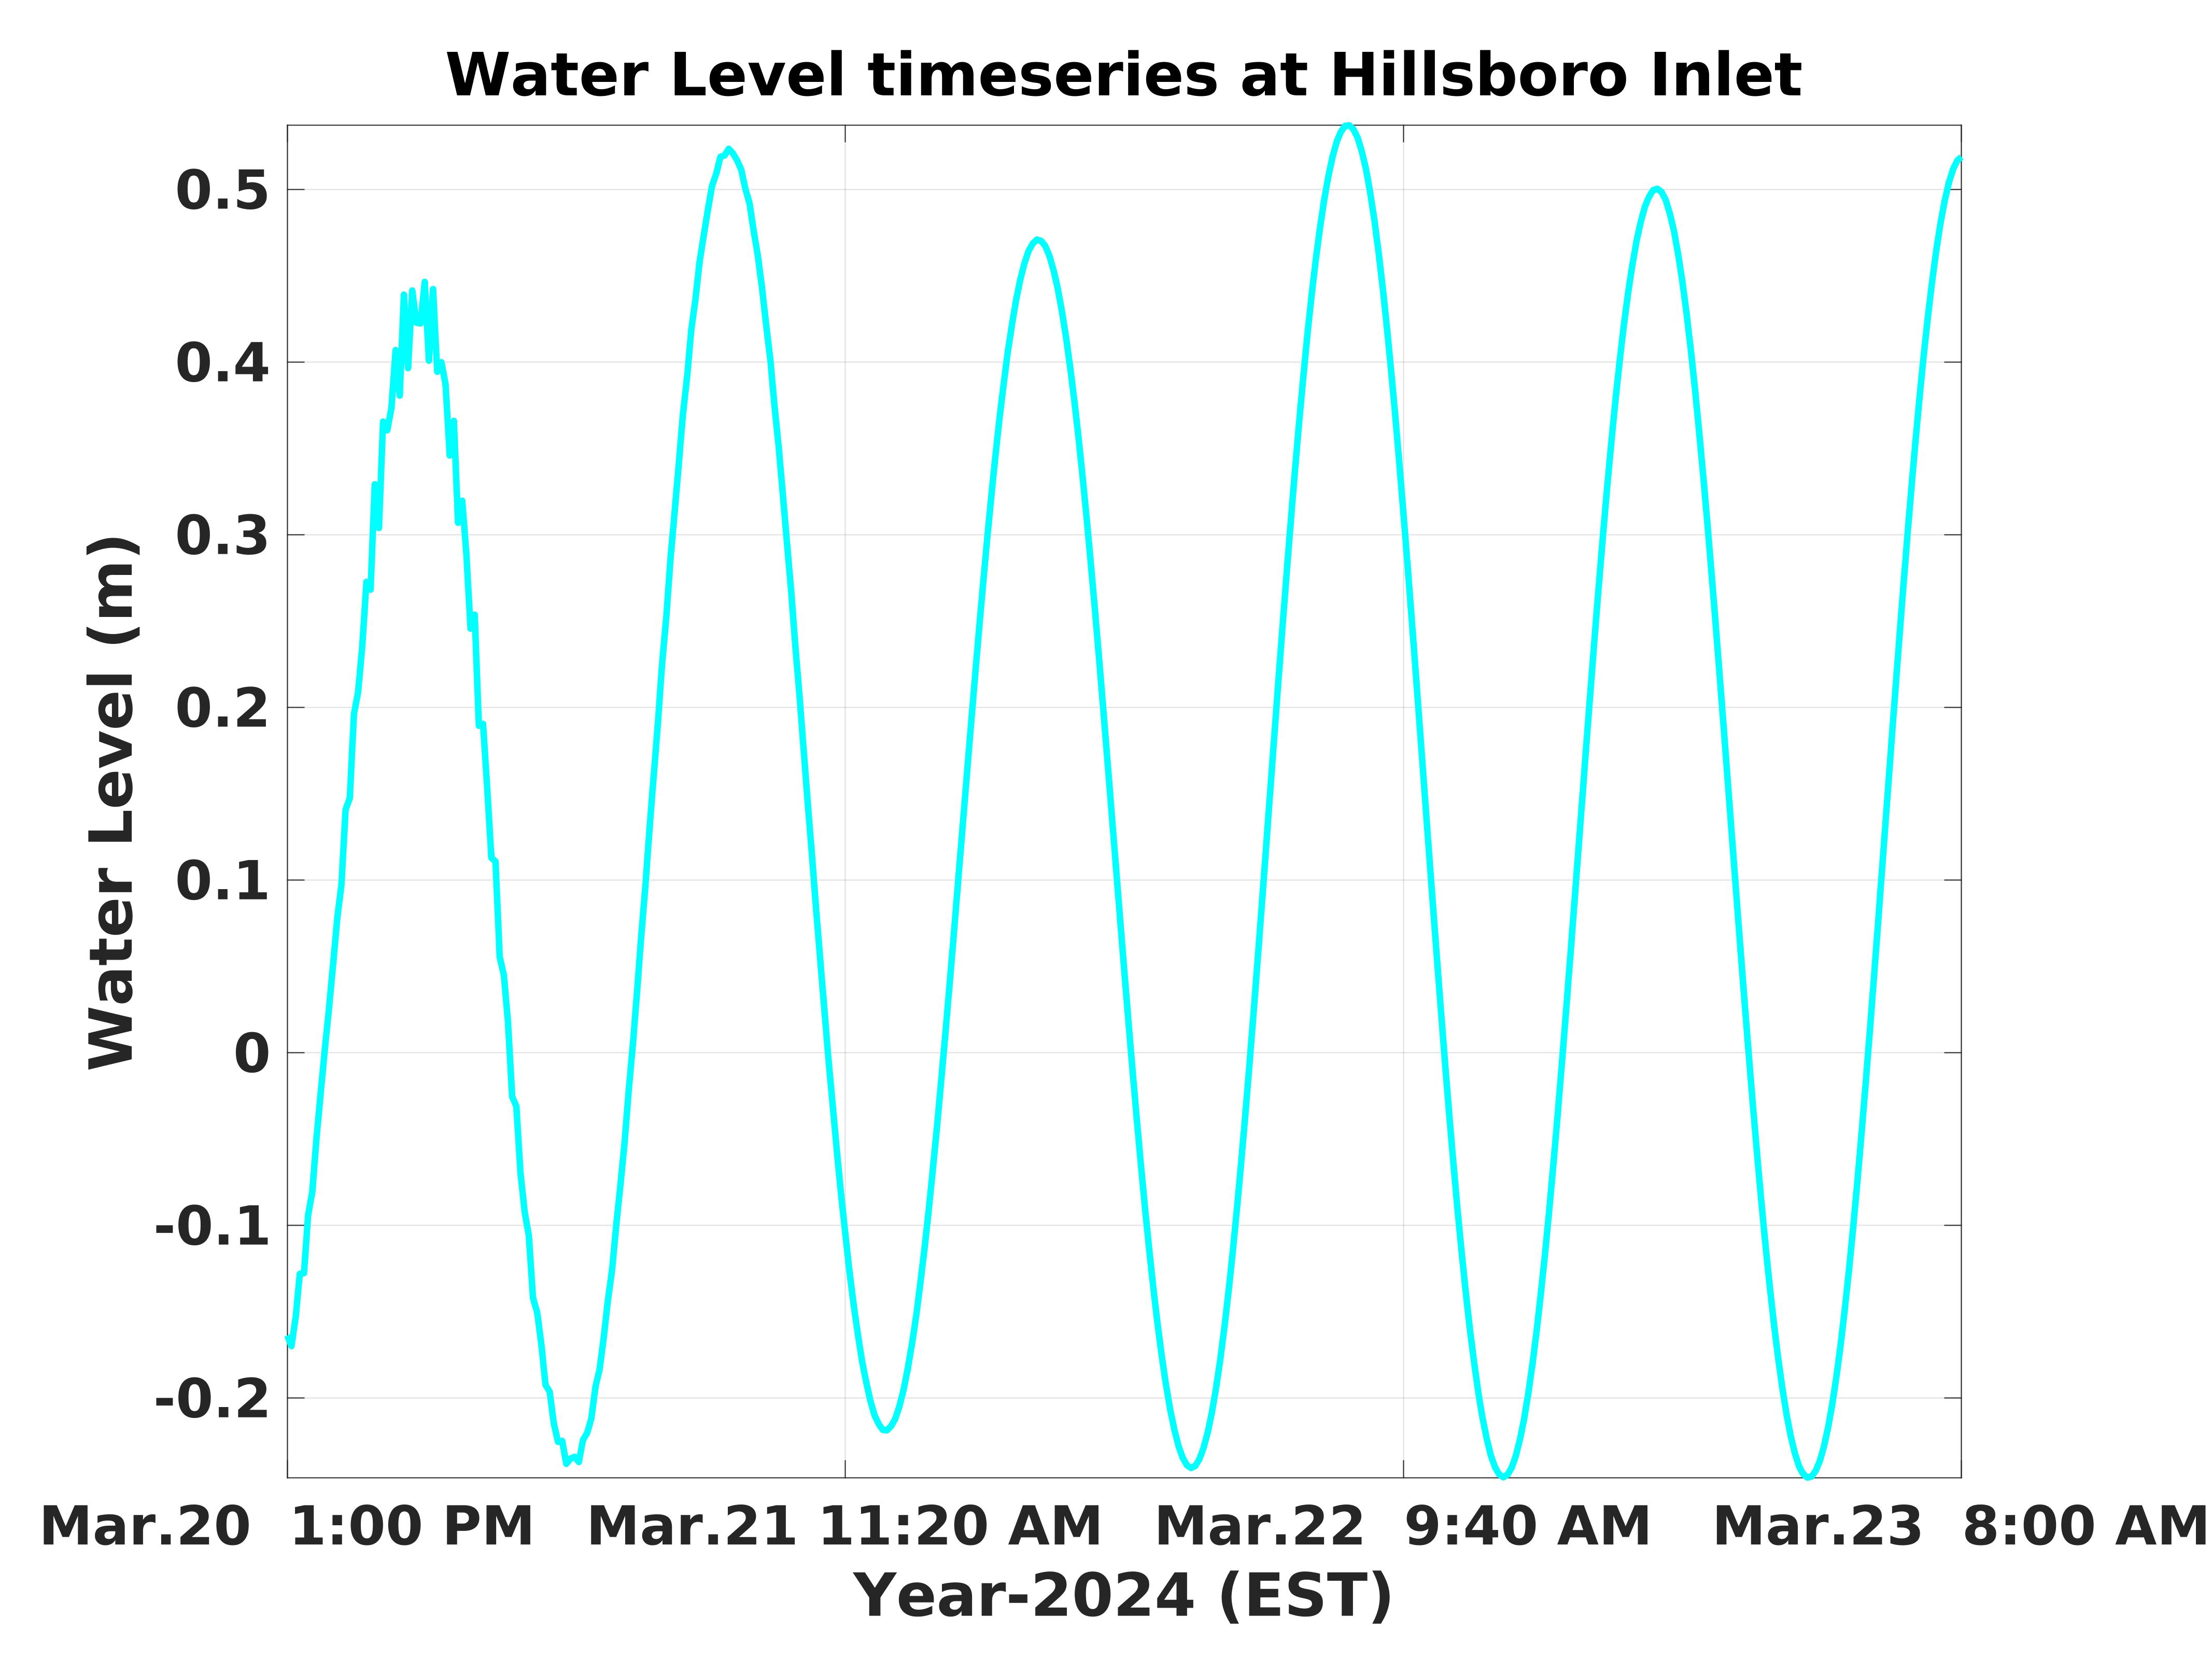 Water Level timeseries at Hillsboro Inlet
Water Level (m)
0.5
0.4
0.3
0.2
0.1
0
-0.1
-0.2
Mar.20  1:00 PM
Mar.21 11:20 AM
Mar.22  9:40 AM
Mar.23  8:00 AM
Year-2024 (EST)